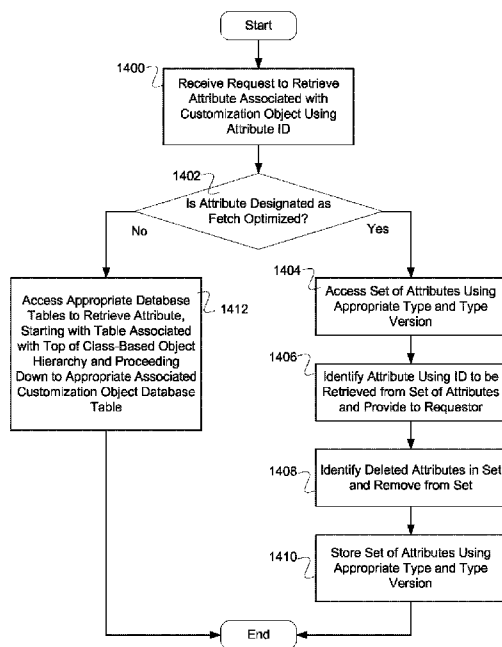 Start
1400
Receive Request to Retrieve
Attribute Associated with
Customization Object Using
Attribute ID
1402
Is Attribute Designated as
Fetch Optimized?
No
Yes
1404
Access Set of Attributes Using
Appropriate Type and Type
Version
1412
Access Appropriate Database
Tables to Retrieve Attribute,
Starting with Table Associated
with Top of Class-Based Object
Hierarchy and Proceeding
Down to Appropriate Associated
Customization Object Database
Table
1406
Identify Attribute Using ID to be
Retrieved from Set of Attributes
and Provide to Requestor
1408
Identify Deleted Attributes in Set
and Remove from Set
1410
Store Set of Attributes Using
Appropriate Type and Type
Version
End